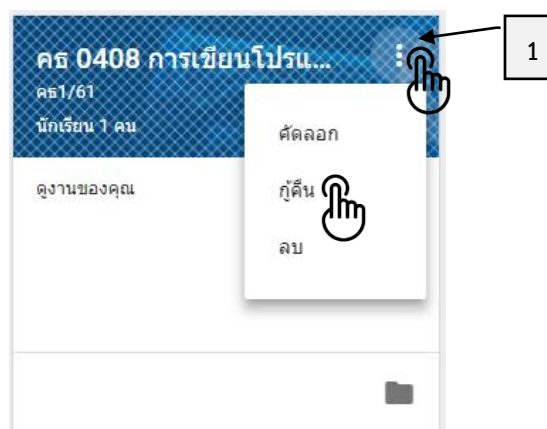 คธ 0408 การเขียนโปรแ...
คธ1/61
นักเรียน 1 คน
ดูงานของคุณ
คัดลอก
กู้คืน
ลบ
1